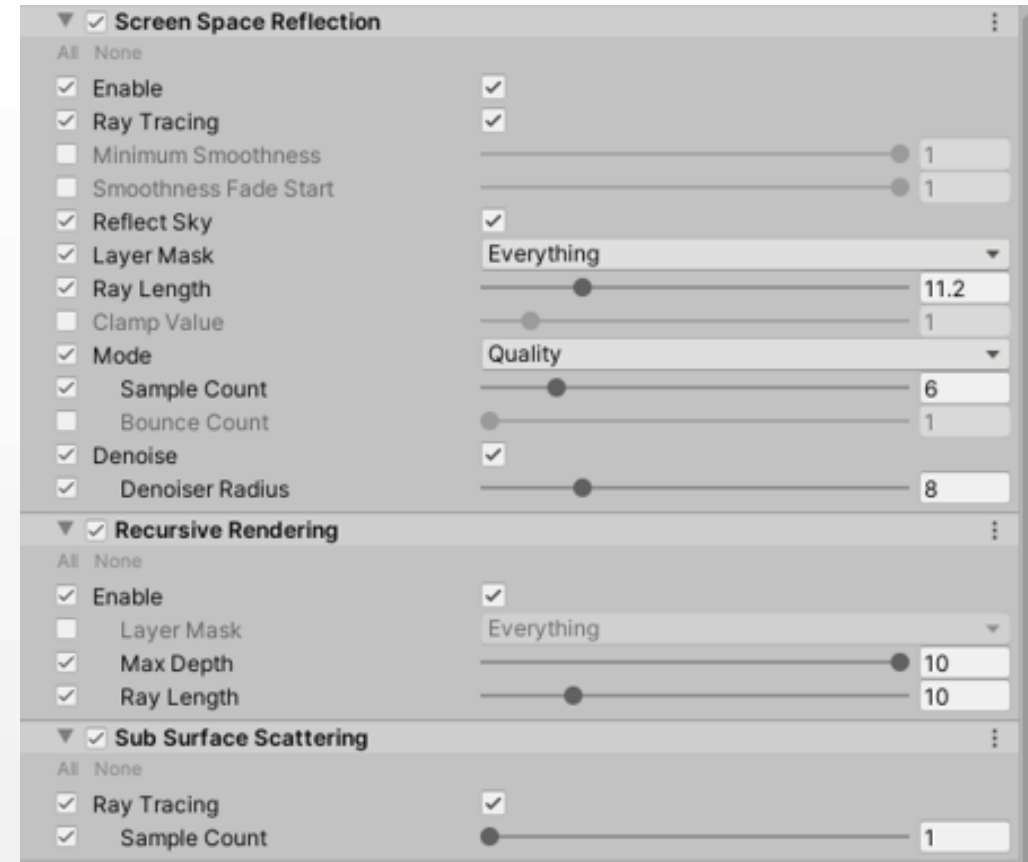 Screen Space Reflection
All None
Enable
Ray Tracing
Minimum Smoothness 1
Smoothness Fade Start 1
Reflect Sky
Layer Mask Everything
Ray Length 11.2
Clamp Value 1
Mode Quality
Sample Count 6
Bounce Count 1
Denoise
Denoiser Radius 8
Recursive Rendering
All None
Enable
Layer Mask Everything
Max Depth 10
Ray Length 10
Sub Surface Scattering
All None
Ray Tracing
Sample Count 1